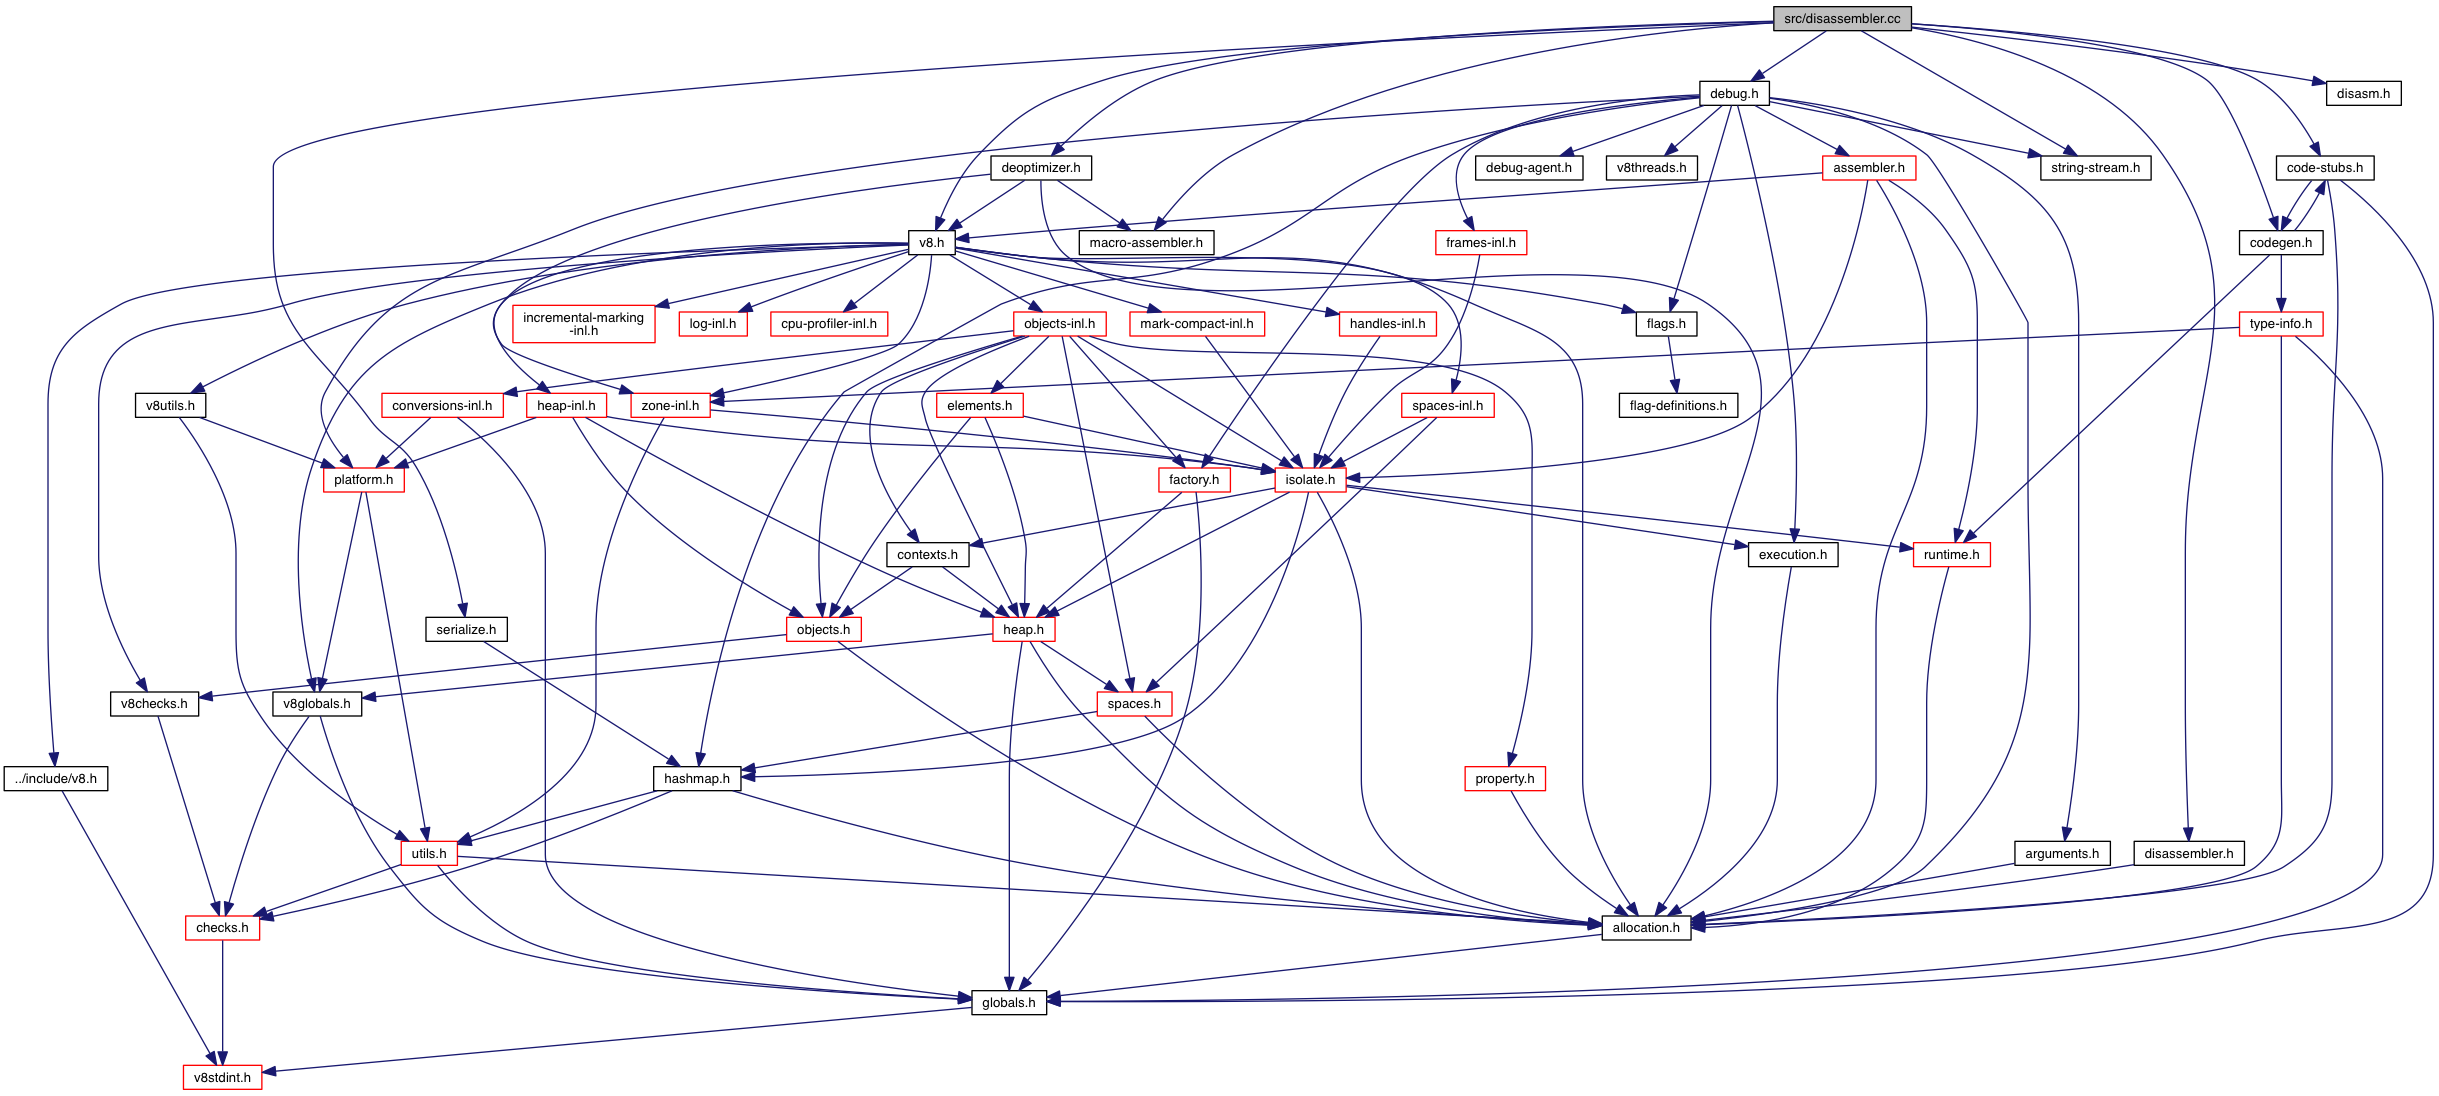 src/disassembler.cc
debug.h
disasm.h
deoptimizer.h
debug-agent.h
v8threads.h
assembler.h
string-stream.h
code-stubs.h
v8.h
macro-assembler.h
frames-inl.h
codegen.h
incremental-marking
-inl.h
log-inl.h
cpu-profiler-inl.h
objects-inl.h
mark-compact-inl.h
handles-inl.h
flags.h
type-info.h
v8utils.h
conversions-inl.h
heap-inl.h
zone-inl.h
elements.h
spaces-inl.h
flag-definitions.h
platform.h
factory.h
isolate.h
contexts.h
execution.h
runtime.h
serialize.h
objects.h
heap.h
v8checks.h
v8globals.h
spaces.h
../include/v8.h
hashmap.h
property.h
utils.h
arguments.h
disassembler.h
checks.h
allocation.h
globals.h
v8stdint.h